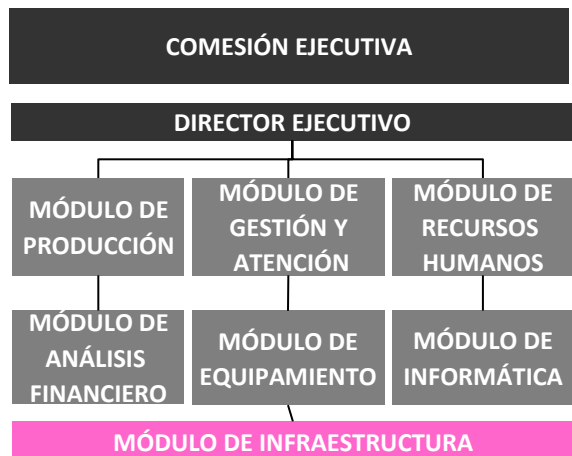 COMESIÓN EJECUTIVA
DIRECTOR EJECUTIVO
MÓDULO DE
PRODUCCIÓN
MÓDULO DE
GESTIÓN Y
ATENCIÓN
MÓDULO DE
RECURSOS
HUMANOS
MÓDULO DE
ANÁLISIS
FINANCIERO
MÓDULO DE
EQUIPAMIENTO
MÓDULO DE
INFORMÁTICA
MÓDULO DE INFRAESTRUCTURA